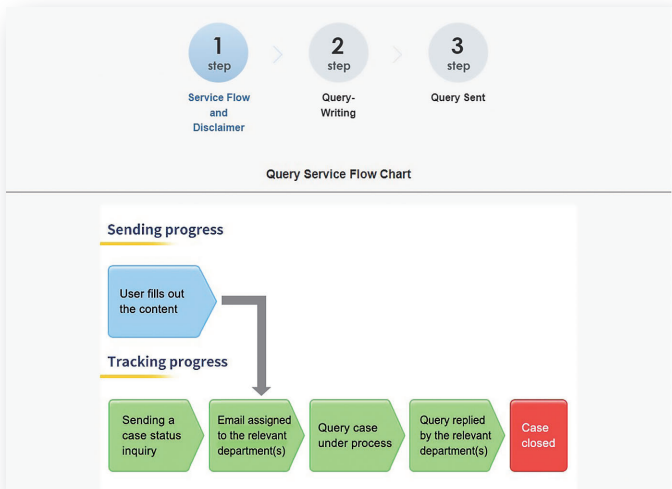 1
step
2
step
3
step
Service Flow
and
Disclaimer
Query-
Writing
Query Sent
Query Service Flow Chart
Sending progress
User fills out
the content
Tracking progress
Sending a
case status
inquiry
Email assigned
to the relevant
department(s)
Query case
under process
Query replied
by the relevant
department(s)
Case
closed